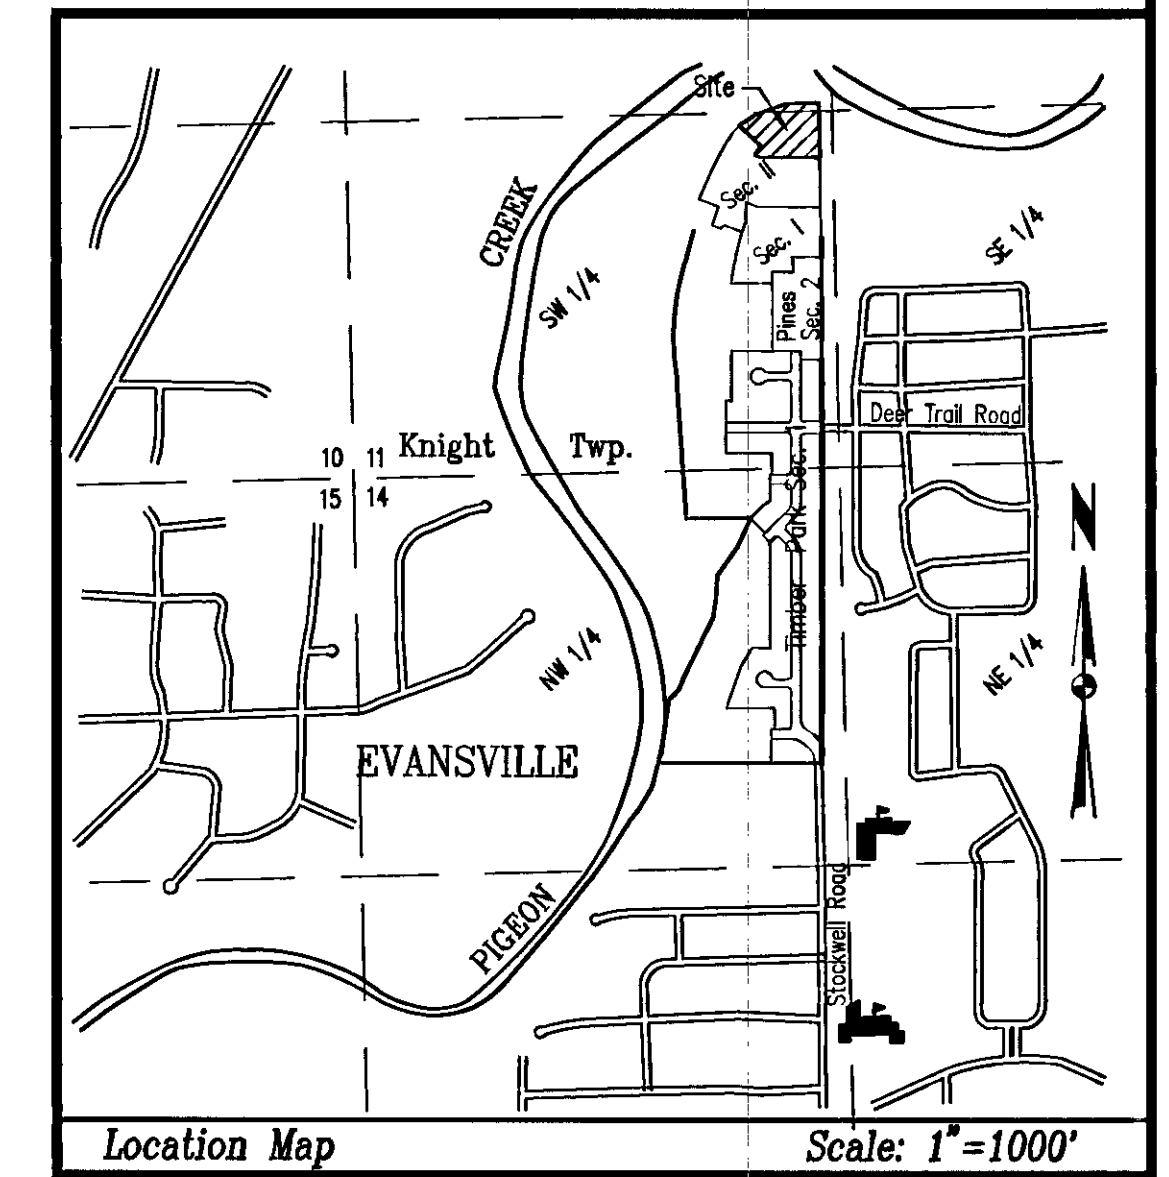 Site
Sec. II
CREEK
Sec. I
SE 1/4
SW 1/4
Pines
Sec. 2
Deer Trail Road
Knight Twp.
10 11
15 14
Timber Park Sec. 1
N
NW 1/4
NE 1/4
EVANSVILLE
PIGEON
Stockwell Road
Location Map
Scale: 1"=1000'